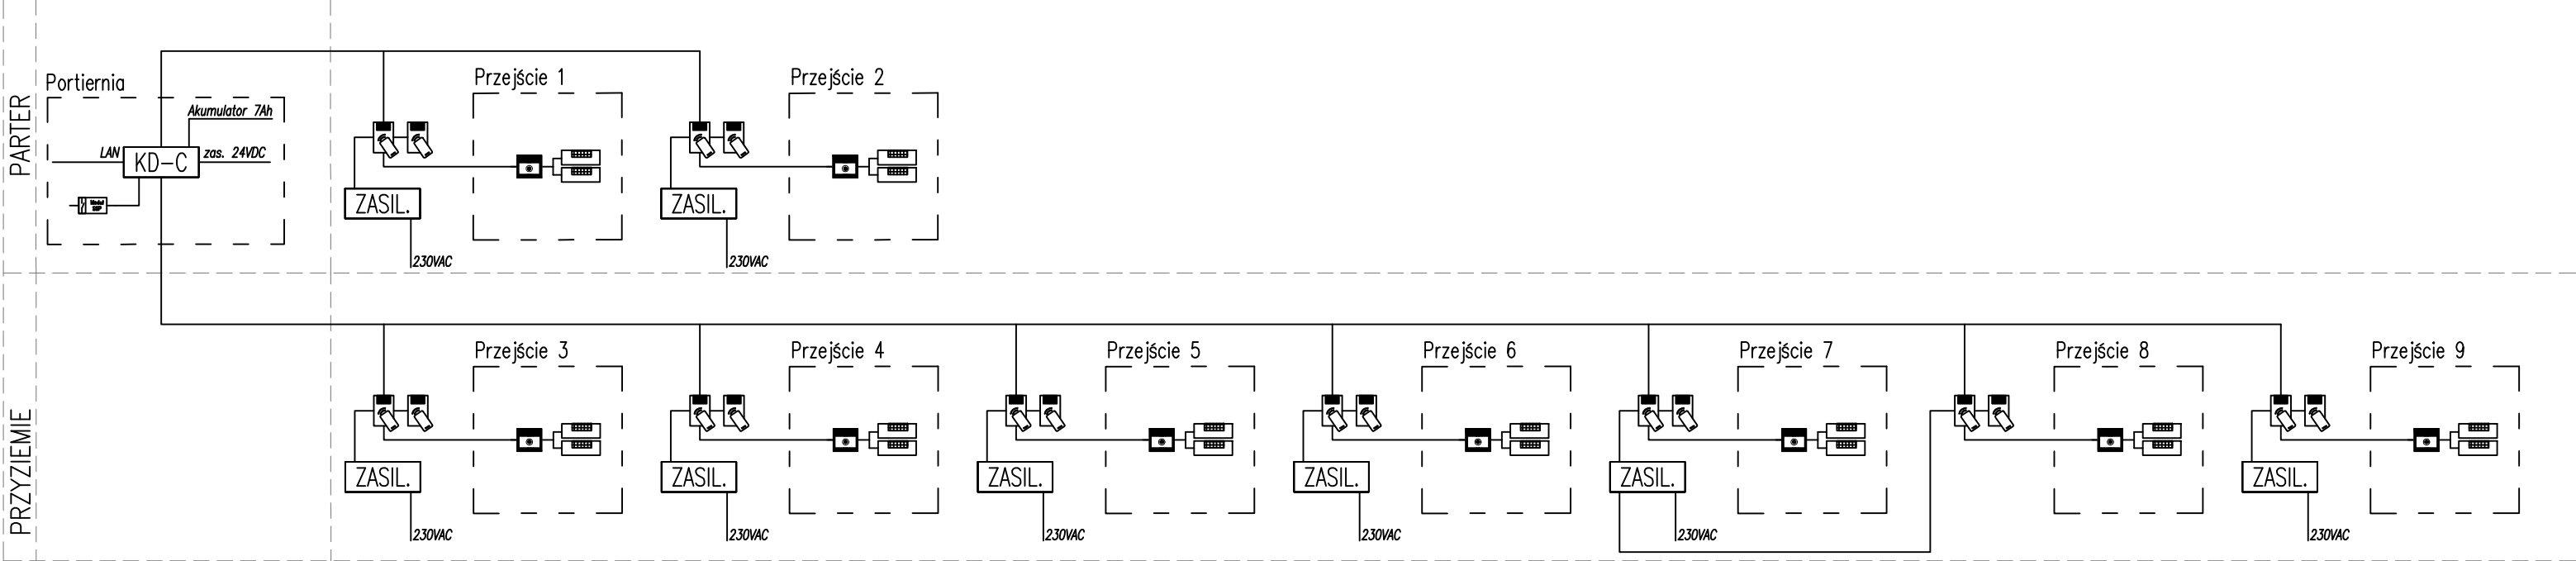 PARTER
Portiernia
Akumulator 7Ah
LAN
KD-C
zas. 24VDC
Moduł
Przejście 1
ZASIL.
230VAC
Przejście 2
ZASIL.
230VAC
PRZYZIEMIE
Przejście 3
ZASIL.
230VAC
Przejście 4
ZASIL.
230VAC
Przejście 5
ZASIL.
230VAC
Przejście 6
ZASIL.
230VAC
Przejście 7
ZASIL.
230VAC
Przejście 8
Przejście 9
ZASIL.
230VAC